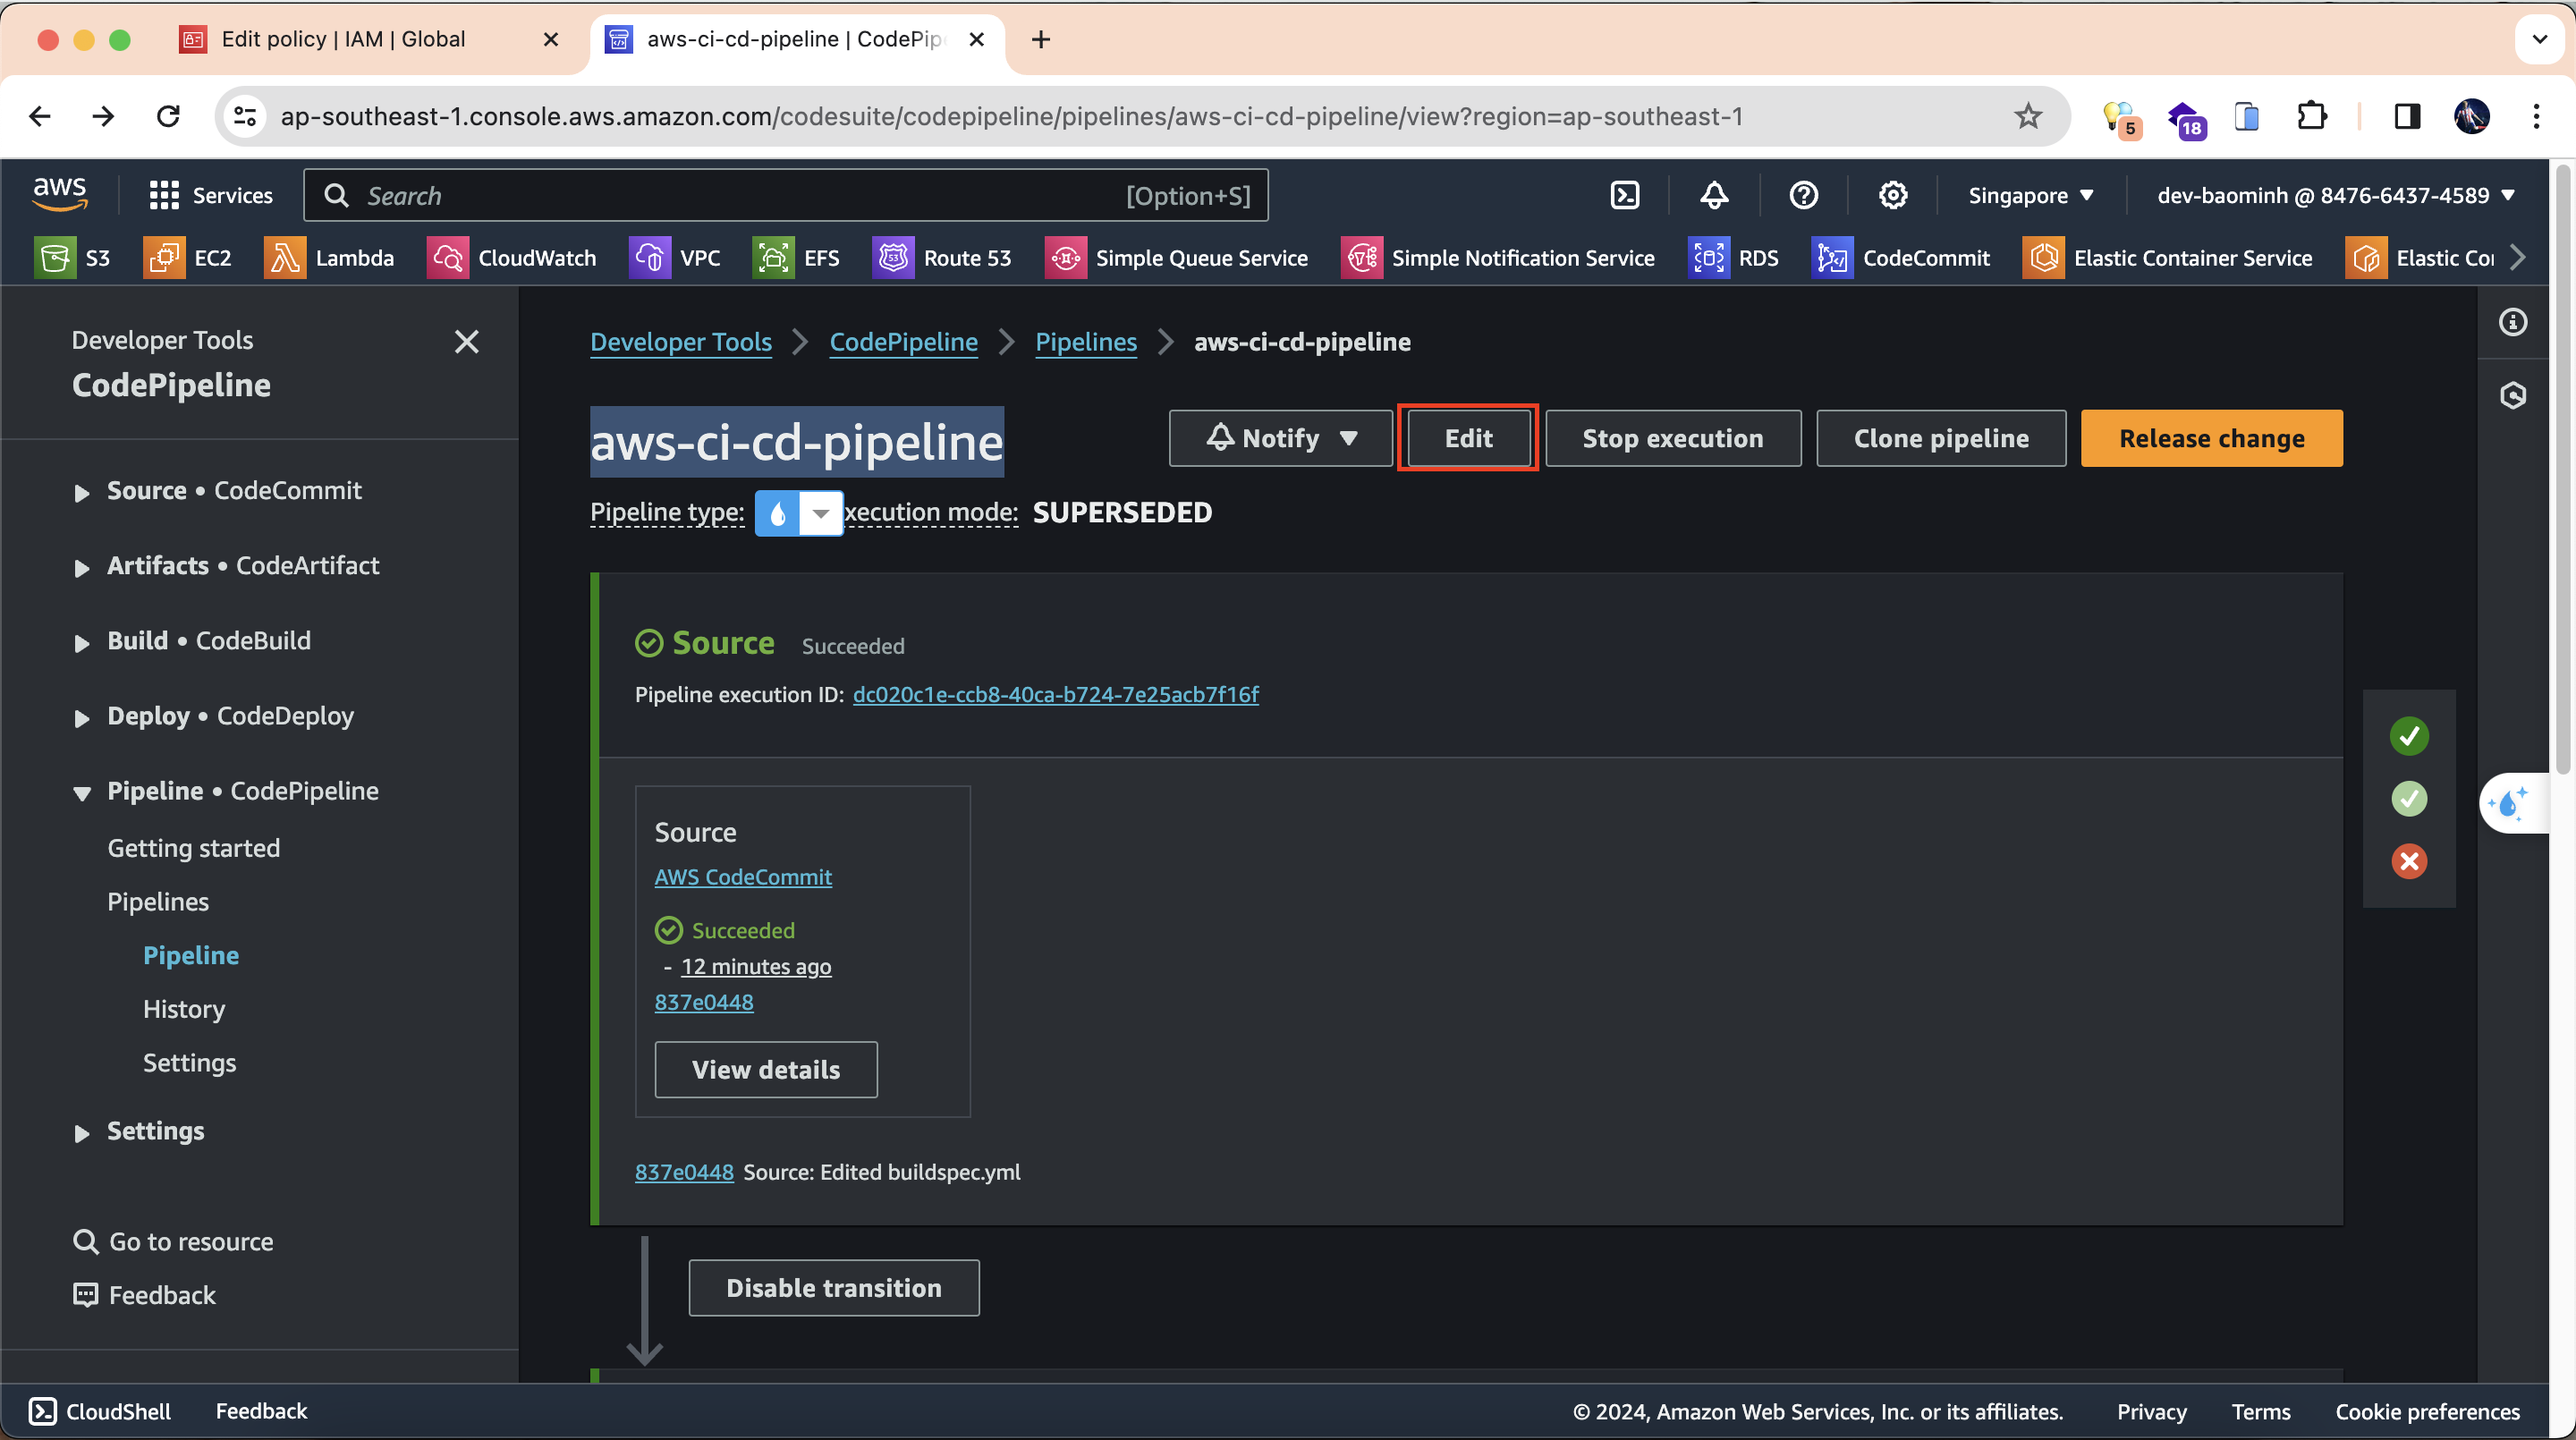 Edit policy | IAM | Global
aws-ci-cd-pipeline | CodePip
ap-southeast-1.console.aws.amazon.com/codesuite/codepipeline/pipelines/aws-ci-cd-pipeline/view?region=ap-southeast-1
5
18
aws
Services
Search
[Option+S]
Singapore
dev-baominh @ 8476-6437-4589
S3
EC2
Lambda
CloudWatch
VPC
EFS
53
Route 53
Simple Queue Service
Simple Notification Service
RDS
CodeCommit
Elastic Container Service
Elastic Co
Developer Tools
CodePipeline
Source • CodeCommit
Artifacts • CodeArtifact
Build • CodeBuild
Deploy • CodeDeploy
Pipeline • CodePipeline
Getting started
Pipelines
Pipeline
History
Settings
Settings
Go to resource
Feedback
Developer Tools
CodePipeline
Pipelines
aws-ci-cd-pipeline
aws-ci-cd-pipeline
Notify
Edit
Stop execution
Clone pipeline
Release change
Pipeline type:
xecution mode: SUPERSEDED
Source Succeeded
Pipeline execution ID: dc020c1e-ccb8-40ca-b724-7e25acb7f16f
Source
AWS CodeCommit
Succeeded
- 12 minutes ago
837e0448
View details
837e0448 Source: Edited buildspec.yml
Disable transition
CloudShell
Feedback
© 2024, Amazon Web Services, Inc. or its affiliates.
Privacy
Terms
Cookie preferences